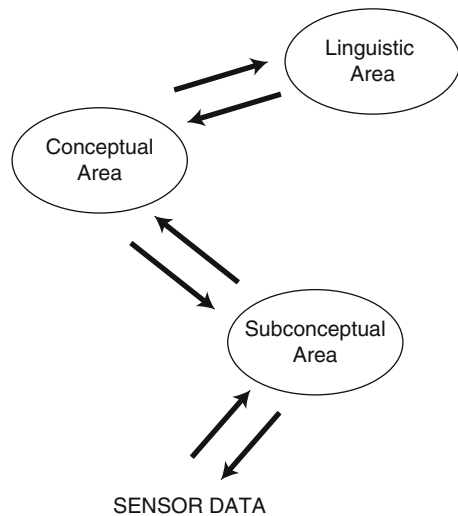 Linguistic
Area
Conceptual
Area
Subconceptual
Area
SENSOR DATA